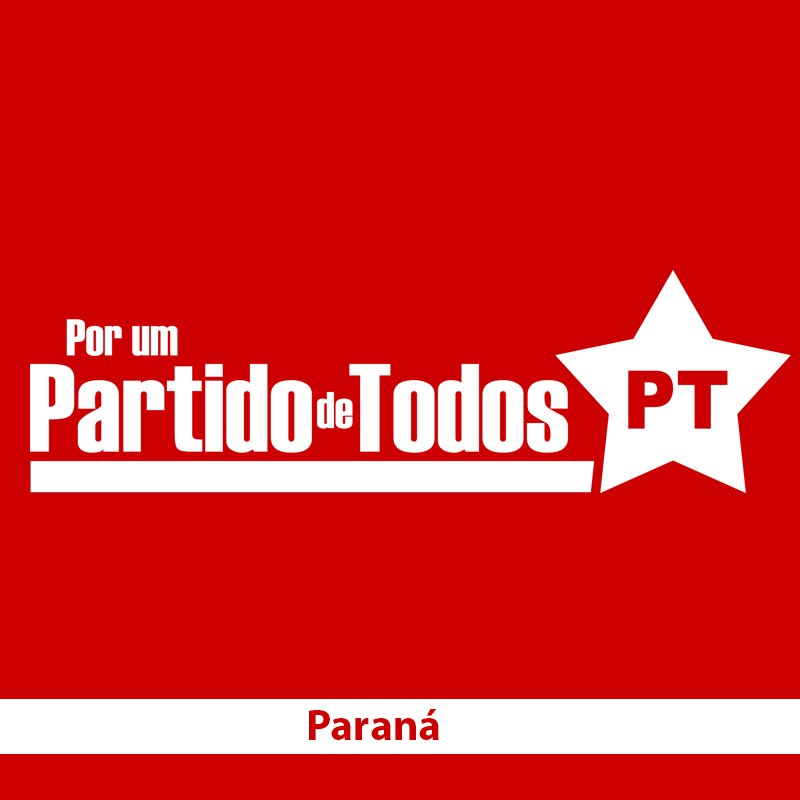 Por um
Partido de Todos
PT
Paraná